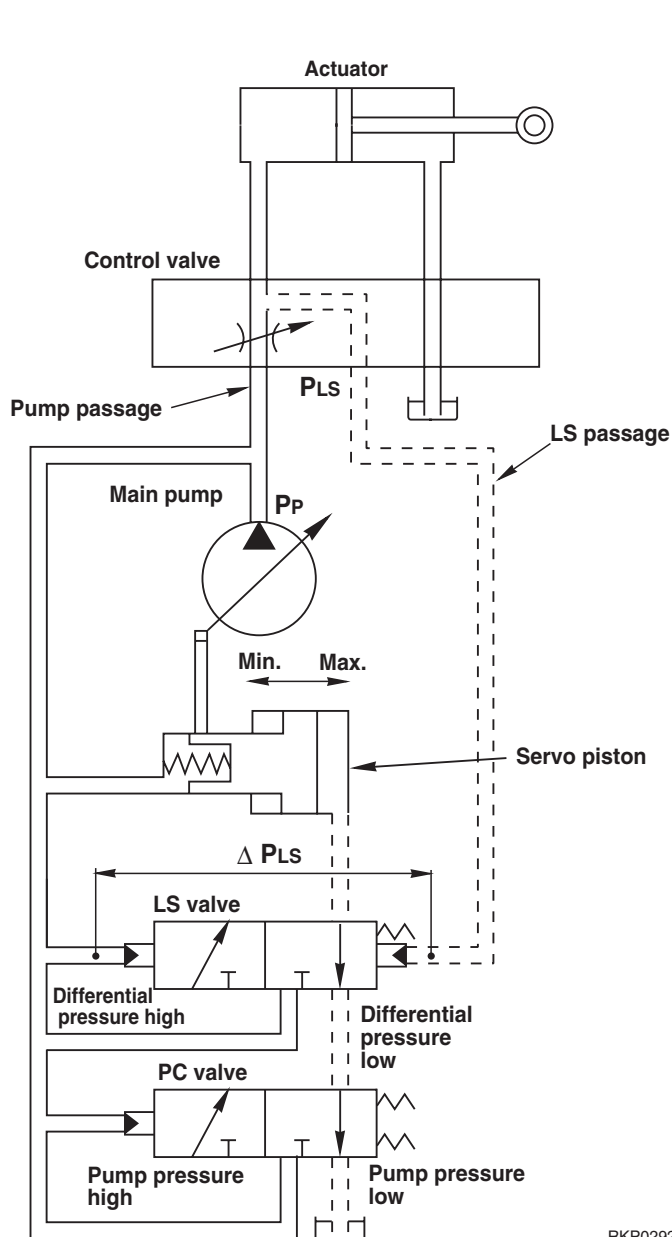 Actuator
Control valve
PLS
Pump passage
LS passage
Main pump
PP
Min. Max.
Servo piston
Δ PLS
LS valve
Differential
pressure high
Differential
pressure
low
PC valve
Pump pressure
high
Pump pressure
low